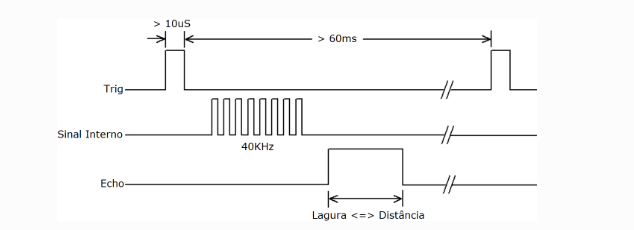 > 10uS
> 60ms
Trig
Sinal Interno
40KHz
Echo
Lagura <=> Distância